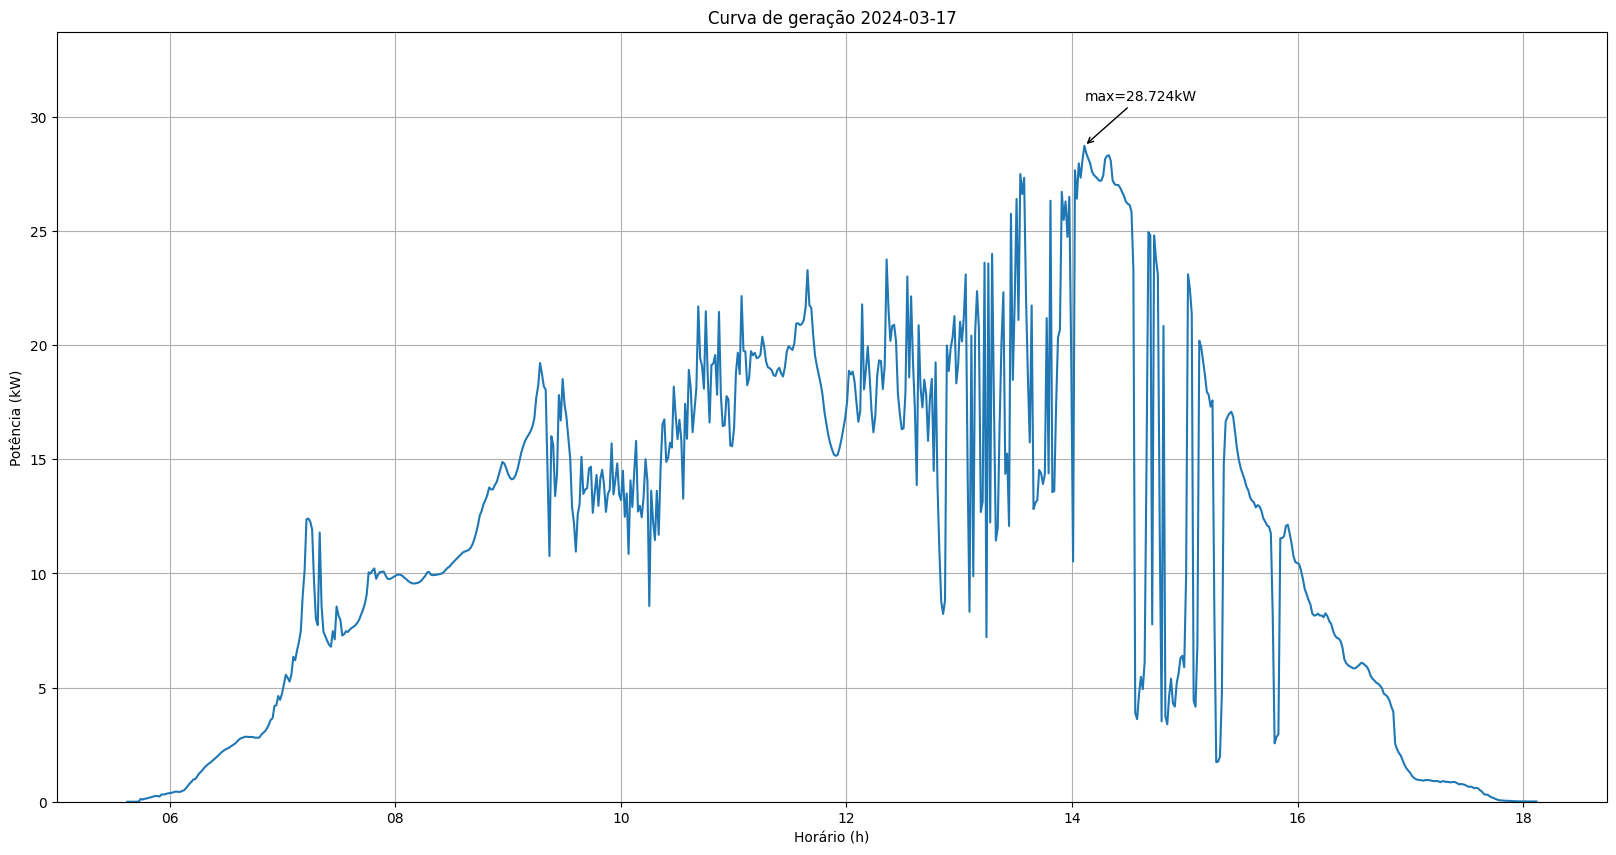 Curva de geração 2024-03-17
max=28.724kW
Potência (kW)
30
25
20
15
10
5
0
06 08 10 12 14 16 18
Horário (h)